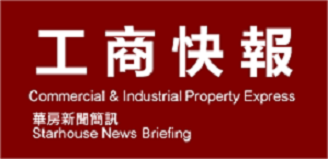 工商快報
Commercial & Industrial Property Express
華房新聞簡訊
Starhouse News Briefing